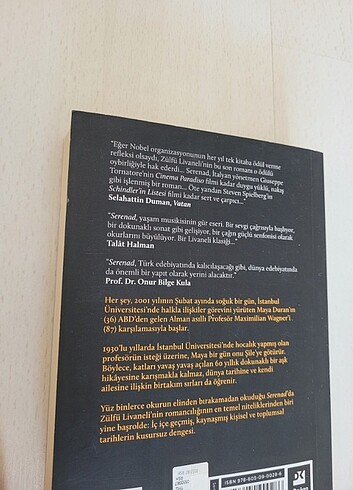 "Eğer Nobel organizasyonunun her yıl tek kitaba ödül verme
refleksi olsaydı, Zülfü Livaneli'nin bu son romanı o ödülü
oybirliğiyle hak ederdi... Serenad, İtalyan yönetmen Giuseppe
Tornatore'nin Cinema Paradiso filmi kadar duygu yüklü, nakış
gibi işlenmiş bir roman... Öte yandan Steven Spielberg'in
Schindler'in Listesi filmi kadar sert ve çarpıcı..."
Selahattin Duman, Vatan
"Serenad, yaşam musikisinin gür eseri. Bir sevgi çağrısıyla başlıyor,
bir dokunaklı sonat gibi gelişiyor, bir çağın güçlü senfonisi olarak
okurlarını büyülüyor. Bir Livaneli klasiği..."
Talât Halman
"Serenad, Türk edebiyatında kalıcılaşacağı gibi, dünya edebiyatında
da önemli bir yapıt olarak yerini alacaktır."
Prof. Dr. Onur Bilge Kula
Her şey, 2001 yılının Şubat ayında soğuk bir gün, İstanbul
Üniversitesi'nde halkla ilişkiler görevini yürüten Maya Duran'ın
(36) ABD'den gelen Alman asıllı Profesör Maximilian Wagner'i
(87) karşılamasıyla başlar.
1930'lu yıllarda İstanbul Üniversitesi'nde hocalık yapmış olan
profesörün isteği üzerine, Maya bir gün onu Şile'ye götürür.
Böylece, katları yavaş yavaş açılan 60 yıllık dokunaklı bir aşk
hikâyesine karışmakla kalmaz, dünya tarihine ve kendi
ailesine ilişkin birtakım sırları da öğrenir.
Yüz binlerce okurun elinden bırakamadan okuduğu Serenad'da
Zülfü Livaneli'nin romancılığının en temel niteliklerinden biri
yine başrolde: İç içe geçmiş, kaynaşmış kişisel ve toplumsal
tarihlerin kusursuz dengesi.